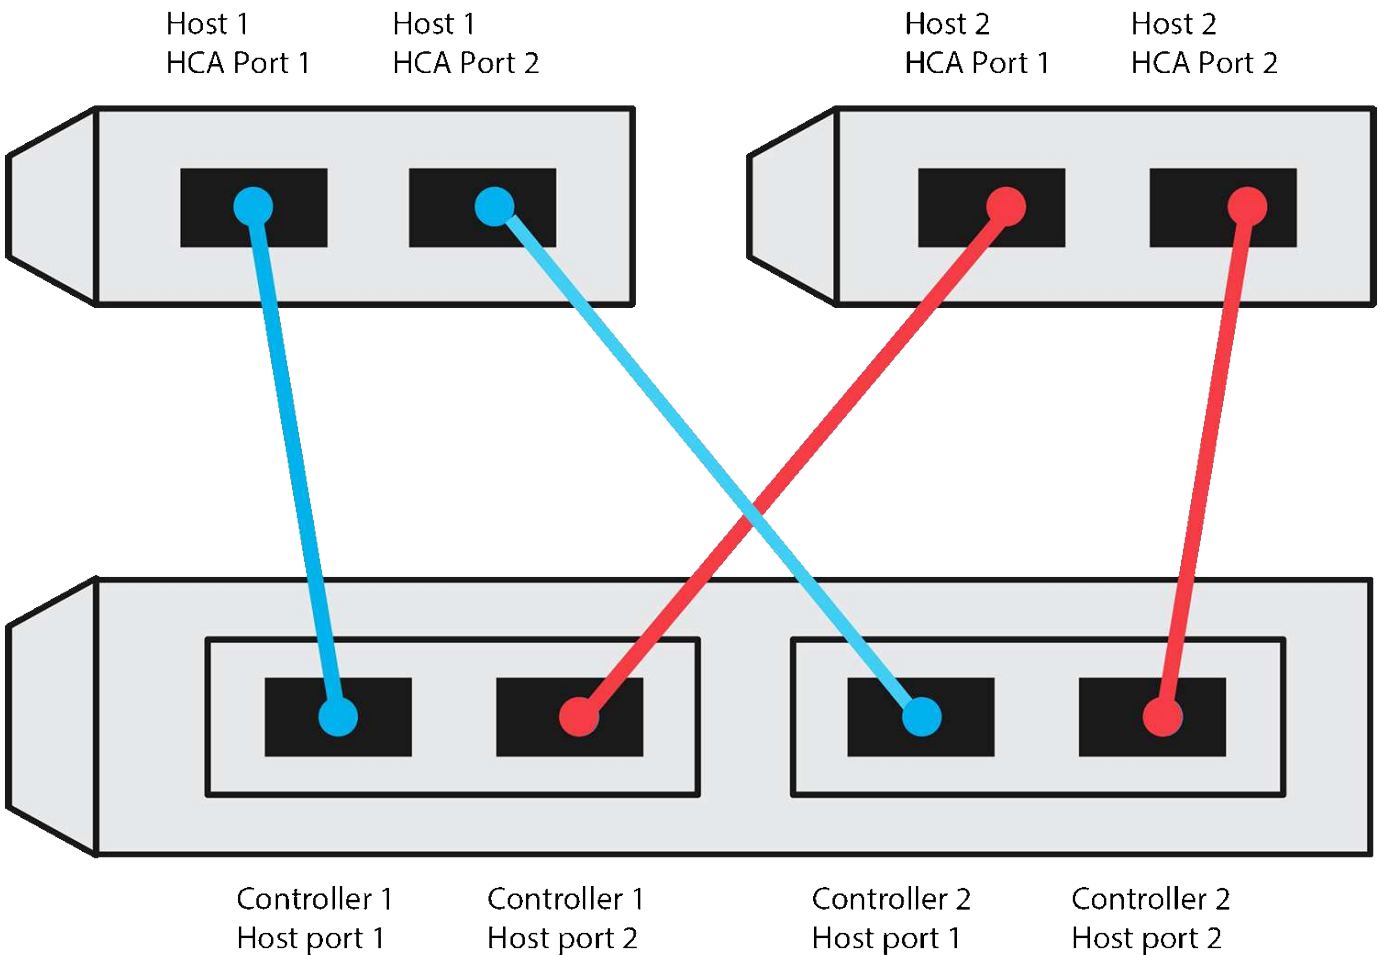 Host 1
HCA Port 1
Host 1
HCA Port 2
Host 2
HCA Port 1
Host 2
HCA Port 2
Controller 1
Host port 1
Controller 1
Host port 2
Controller 2
Host port 1
Controller 2
Host port 2